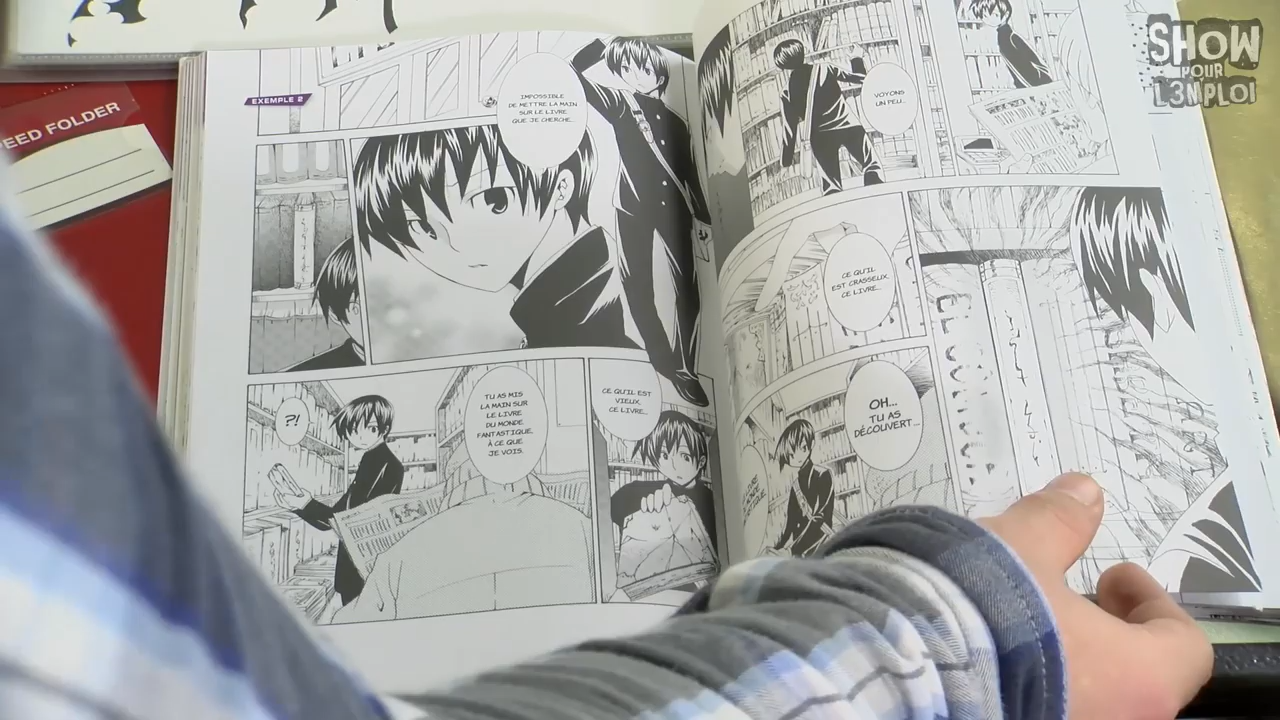 SHOW
POUR
L3NPLOI
EED FOLDER
EXEMPLE 2
IMPOSSIBLE
DE METTRE LA MAIN
SUR LE LIVRE
QUE JE CHERCHE...
?!
TU AS MIS
LA MAIN SUR
LE LIVRE
DU MONDE
FANTASTIQUE,
À CE QUE
JE VOIS.
CE QU'IL EST
VIEUX,
CE LIVRE...
VOYONS
UN PEU...
CE QU'IL
EST CRASSEUX,
CE LIVRE...
OH...
TU AS
DÉCOUVERT...